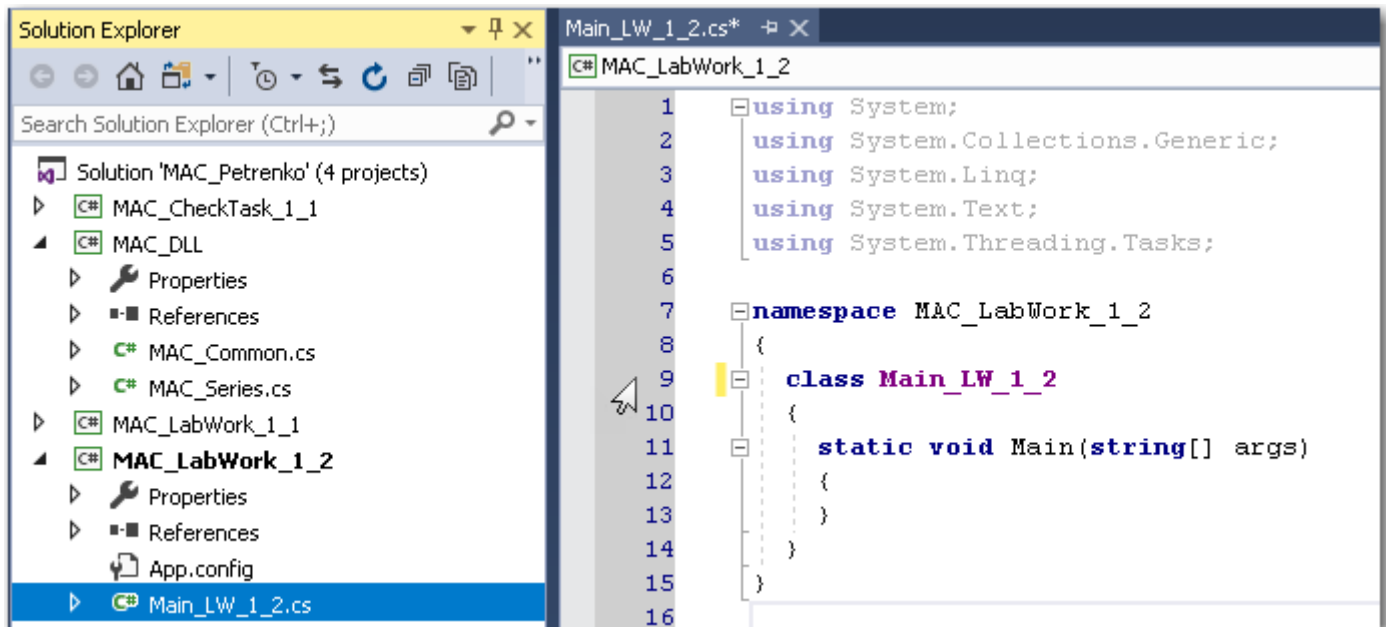 Solution Explorer
Search Solution Explorer (Ctrl+;)
Solution 'MAC_Petrenko' (4 projects)
C# MAC_CheckTask_1_1
C# MAC_DLL
Properties
References
C# MAC_Common.cs
C# MAC_Series.cs
C# MAC_LabWork_1_1
C# MAC_LabWork_1_2
Properties
References
App.config
C# Main_LW_1_2.cs
Main_LW_1_2.cs*
C# MAC_LabWork_1_2
1 using System;
2 using System.Collections.Generic;
3 using System.Linq;
4 using System.Text;
5 using System.Threading.Tasks;
6
7 namespace MAC_LabWork_1_2
8 {
9 class Main_LW_1_2
10 {
11 static void Main(string[] args)
12 {
13 }
14 }
15 }
16